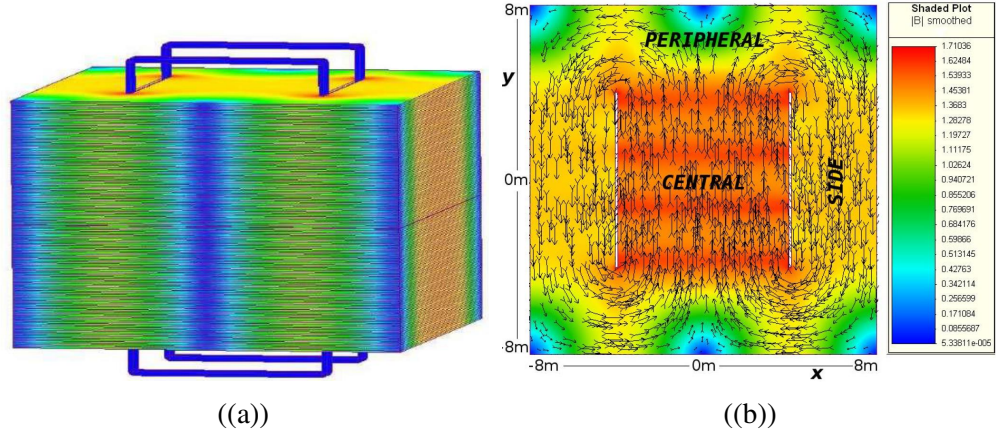 8m
PERIPHERAL
y
0m
CENTRAL
SIDE
-8m
-8m
0m
x
8m
Shaded Plot
|B| smoothed
1.71036
1.62484
1.53933
1.45381
1.3683
1.28278
1.19727
1.11175
1.02624
0.940721
0.855206
0.769691
0.684176
0.59866
0.513145
0.42763
0.342114
0.256599
0.171084
0.0855687
5.33811e-005
((a))
((b))